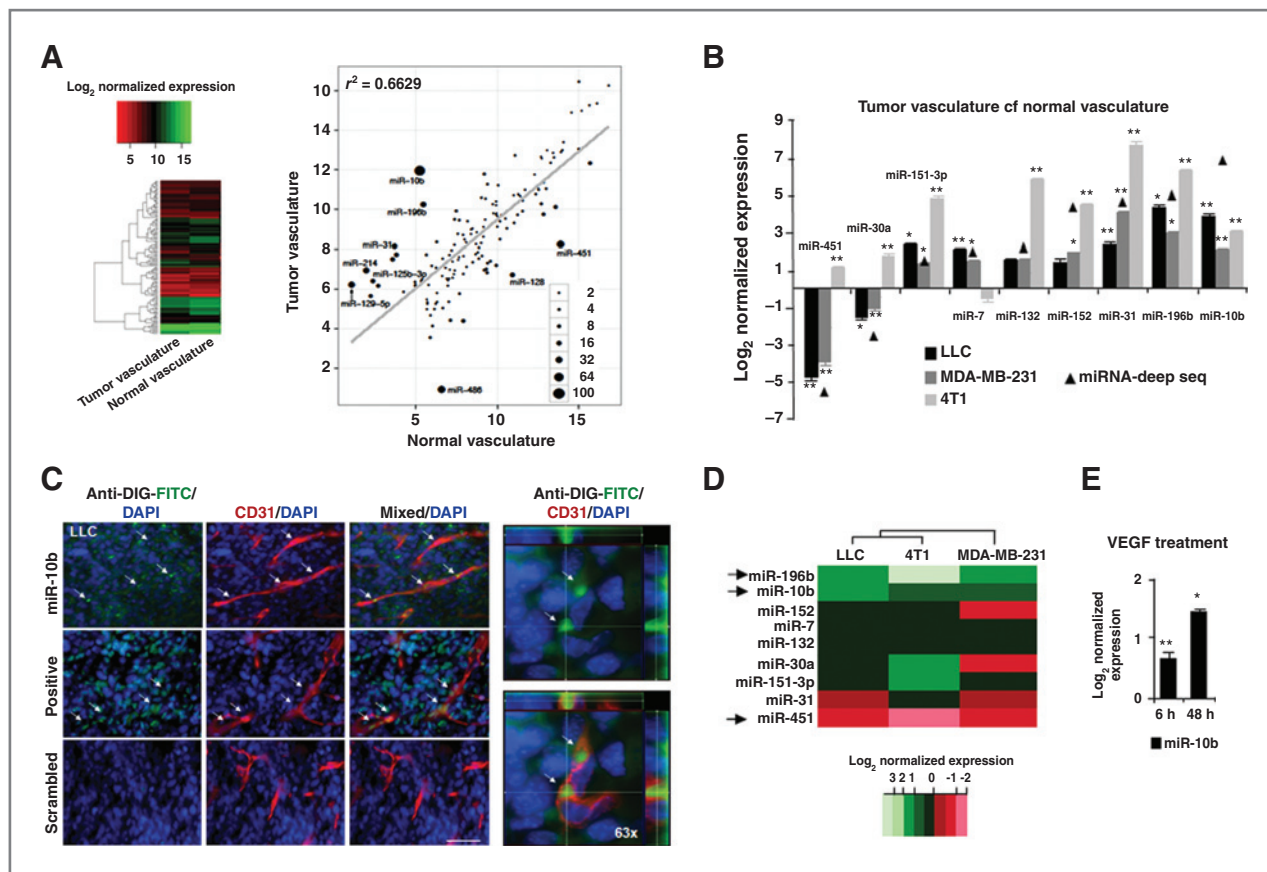 A
Log2 normalized expression
5 10 15
Tumor vasculature
Normal vasculature
r2 = 0.6629
Tumor vasculature
10
14
12
10
8
6
4
2
miR-10b
miR-196b
miR-31
miR-214
miR-125b-3p
miR-129-5p
miR-451
miR-128
miR-486
2
4
8
16
32
64
100
5 10 15
Normal vasculature
B
Tumor vasculature cf normal vasculature
Log2 normalized expression
9
7
5
3
1
−1
−3
−5
−7
miR-451
miR-30a
miR-151-3p
miR-7
miR-132
miR-152
miR-31
miR-196b
miR-10b
** ** **
* ** **
* * **
** *
**
* **
** ** **
* * **
** **
LLC
MDA-MB-231
4T1
▲ miRNA-deep seq
C
Anti-DIG-FITC/
DAPI
CD31/DAPI
Mixed/DAPI
Anti-DIG-FITC/
CD31/DAPI
LLC
miR-10b
Positive
Scrambled
63x
D
LLC 4T1 MDA-MB-231
miR-196b
miR-10b
miR-152
miR-7
miR-132
miR-30a
miR-151-3p
miR-31
miR-451
Log2 normalized expression
3 2 1 0 -1 -2
E
VEGF treatment
Log2 normalized
expression
2
1
0
**
*
6 h 48 h
miR-10b